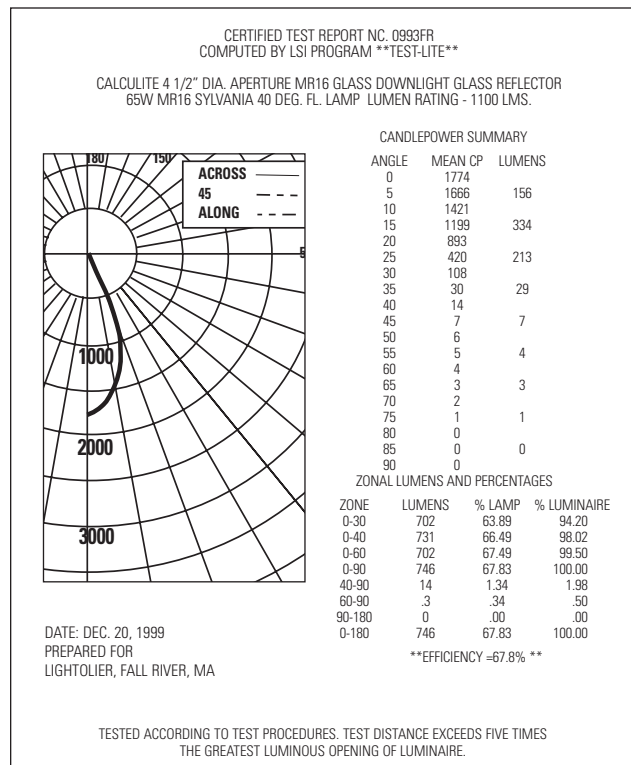 CERTIFIED TEST REPORT NC. 0993FR
COMPUTED BY LSI PROGRAM **TEST-LITE**
CALCULITE 4 1/2" DIA. APERTURE MR16 GLASS DOWNLIGHT GLASS REFLECTOR
65W MR16 SYLVANIA 40 DEG. FL. LAMP LUMEN RATING - 1100 LMS.
180 150
ACROSS
45
ALONG
1000
2000
3000
CANDLEPOWER SUMMARY
ANGLE MEAN CP LUMENS
0 1774
5 1666 156
10 1421
15 1199 334
20 893
25 420 213
30 108
35 30 29
40 14
45 7 7
50 6
55 5 4
60 4
65 3 3
70 2
75 1 1
80 0
85 0 0
90 0
ZONAL LUMENS AND PERCENTAGES
ZONE LUMENS % LAMP % LUMINAIRE
0-30 702 63.89 94.20
0-40 731 66.49 98.02
0-60 702 67.49 99.50
0-90 746 67.83 100.00
40-90 14 1.34 1.98
60-90 .3 .34 .50
90-180 0 .00 .00
0-180 746 67.83 100.00
**EFFICIENCY =67.8% **
DATE: DEC. 20, 1999
PREPARED FOR
LIGHTOLIER, FALL RIVER, MA
TESTED ACCORDING TO TEST PROCEDURES. TEST DISTANCE EXCEEDS FIVE TIMES
THE GREATEST LUMINOUS OPENING OF LUMINAIRE.